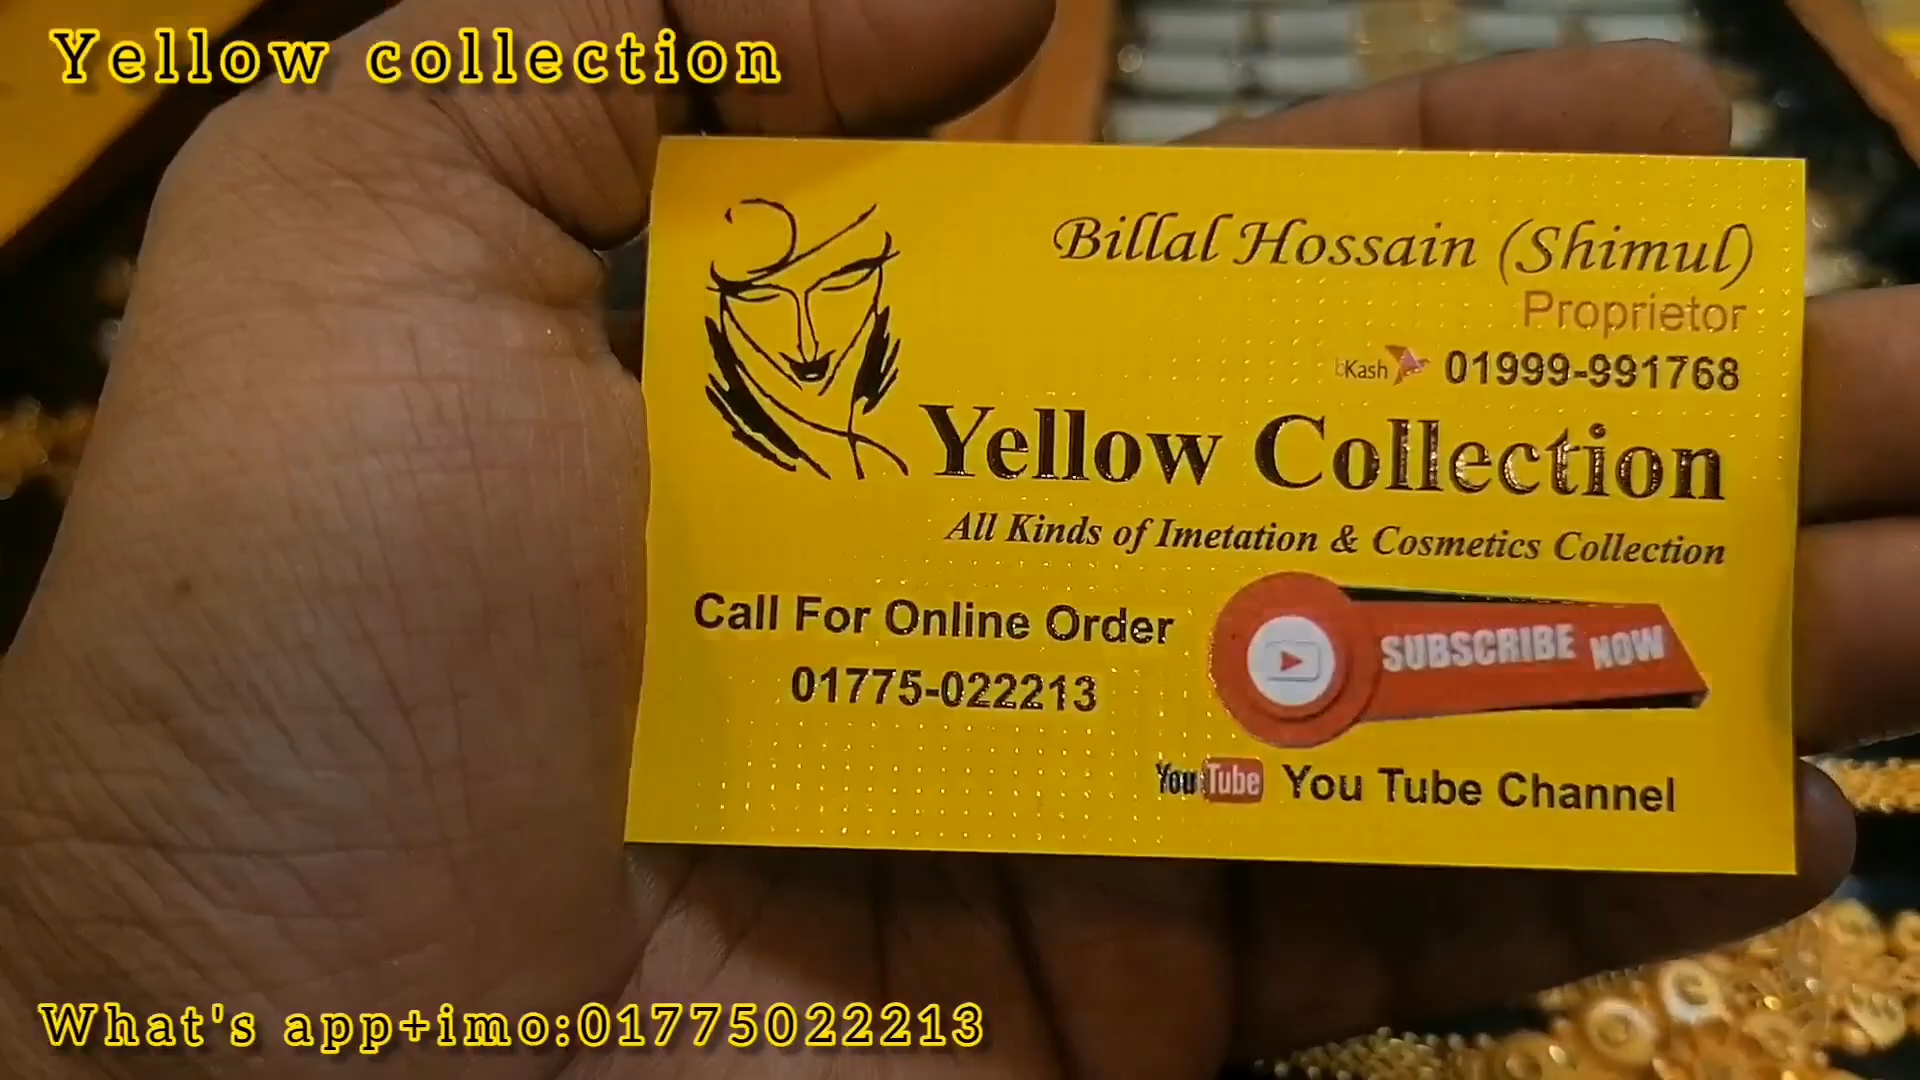 Yellow collection
Billal Hossain (Shimul)
Proprietor
bKash 01999-991768
Yellow Collection
All Kinds of Imetation & Cosmetics Collection
Call For Online Order
01775-022213
SUBSCRIBE NOW
YouTube You Tube Channel
What's app+imo:01775022213